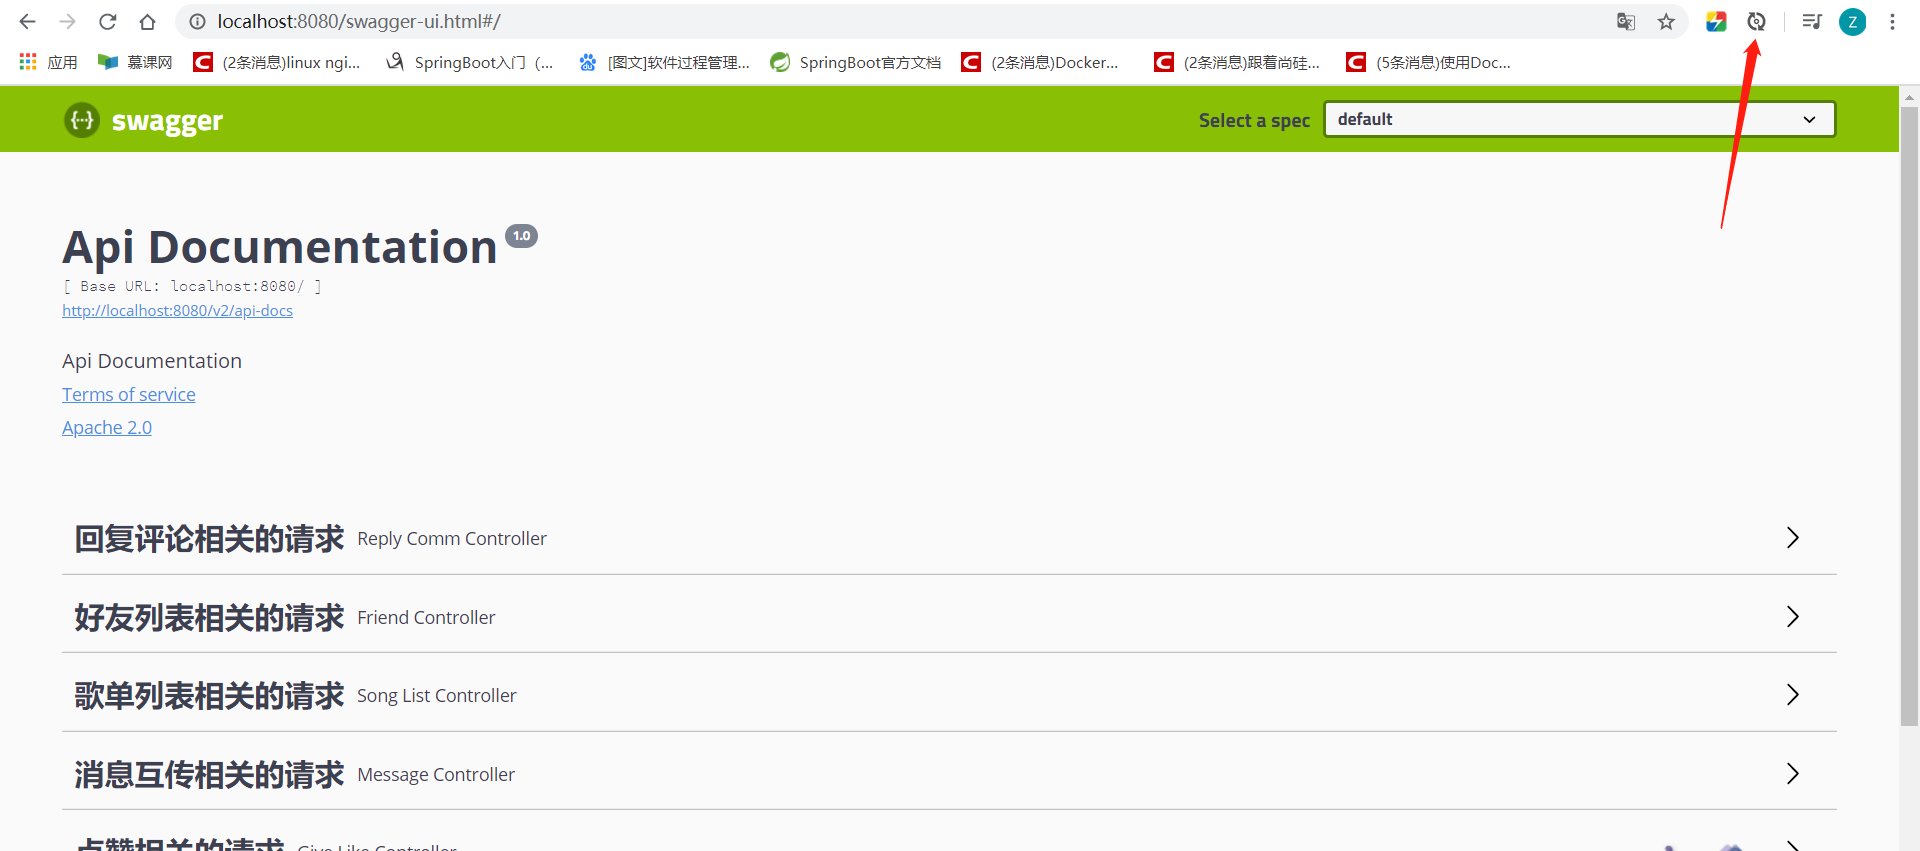 localhost:8080/swagger-ui.html#/
Z
应用
慕课网
(2条消息)linux ngi...
SpringBoot入门（...
[图文]软件过程管理...
SpringBoot官方文档
(2条消息)Docker...
(2条消息)跟着尚硅...
(5条消息)使用Doc...
{...} swagger
Select a spec
default
Api Documentation 1.0
[ Base URL: localhost:8080/ ]
http://localhost:8080/v2/api-docs
Api Documentation
Terms of service
Apache 2.0
回复评论相关的请求 Reply Comm Controller
好友列表相关的请求 Friend Controller
歌单列表相关的请求 Song List Controller
消息互传相关的请求 Message Controller
点赞相关的请求 Give Like Controller